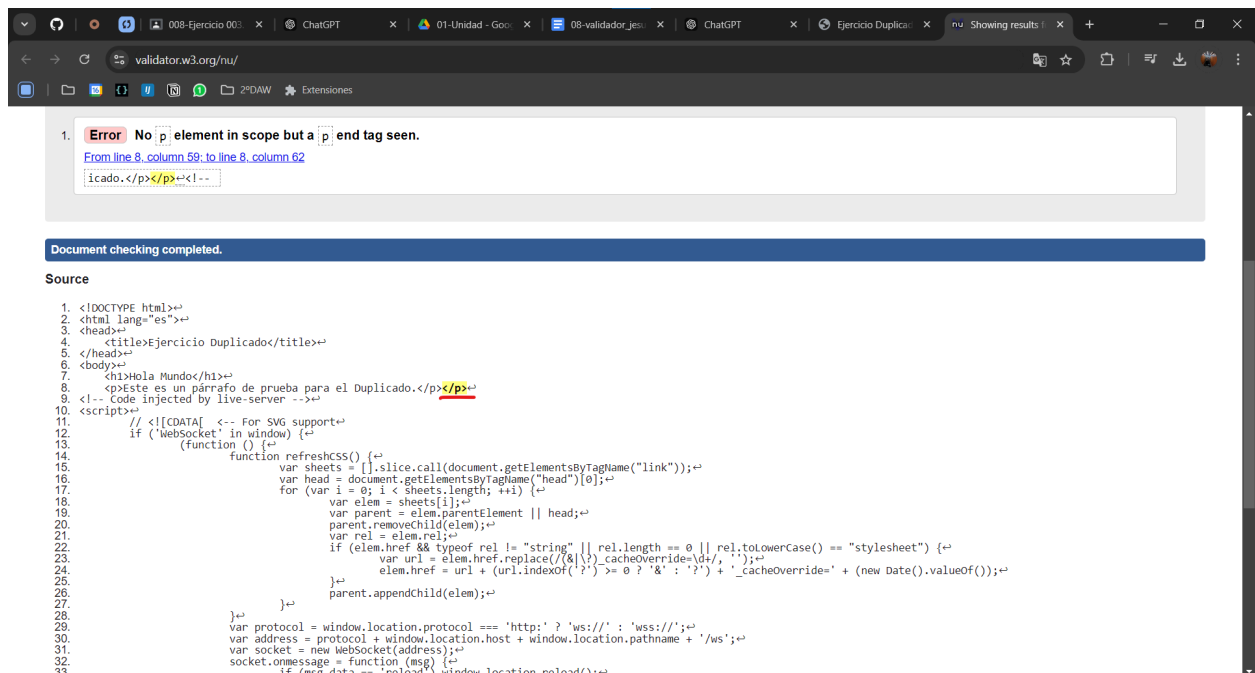 008-Ejercicio 003.
ChatGPT
01-Unidad - Goo
08-validador_jesu
ChatGPT
Ejercicio Duplicad
nu Showing results f
validator.w3.org/nu/
2ºDAW
Extensiones
1. Error No p element in scope but a p end tag seen.
From line 8, column 59; to line 8, column 62
icado.</p></p>↩<!--
Document checking completed.
Source
1. <!DOCTYPE html>↩
2. <html lang="es">↩
3. <head>↩
4. <title>Ejercicio Duplicado</title>↩
5. </head>↩
6. <body>↩
7. <h1>Hola Mundo</h1>↩
8. <p>Este es un párrafo de prueba para el Duplicado.</p></p>↩
9. <!-- Code injected by live-server -->↩
10. <script>↩
11. // <![CDATA[ <-- For SVG support↩
12. if ('WebSocket' in window) {↩
13. (function () {↩
14. function refreshCSS() {↩
15. var sheets = [].slice.call(document.getElementsByTagName("link"));↩
16. var head = document.getElementsByTagName("head")[0];↩
17. for (var i = 0; i < sheets.length; ++i) {↩
18. var elem = sheets[i];↩
19. var parent = elem.parentElement || head;↩
20. parent.removeChild(elem);↩
21. var rel = elem.rel;↩
22. if (elem.href && typeof rel != "string" || rel.length == 0 || rel.toLowerCase() == "stylesheet") {↩
23. var url = elem.href.replace(/(&|\?)_cacheOverride=\d+/, '');↩
24. elem.href = url + (url.indexOf('?') >= 0 ? '&' : '?') + '_cacheOverride=' + (new Date().valueOf());↩
25. }↩
26. parent.appendChild(elem);↩
27. }↩
28. }↩
29. var protocol = window.location.protocol === 'http:' ? 'ws://' : 'wss://';↩
30. var address = protocol + window.location.host + window.location.pathname + '/ws';↩
31. var socket = new WebSocket(address);↩
32. socket.onmessage = function (msg) {↩
33. if (msg.data == 'reload') window.location.reload();↩